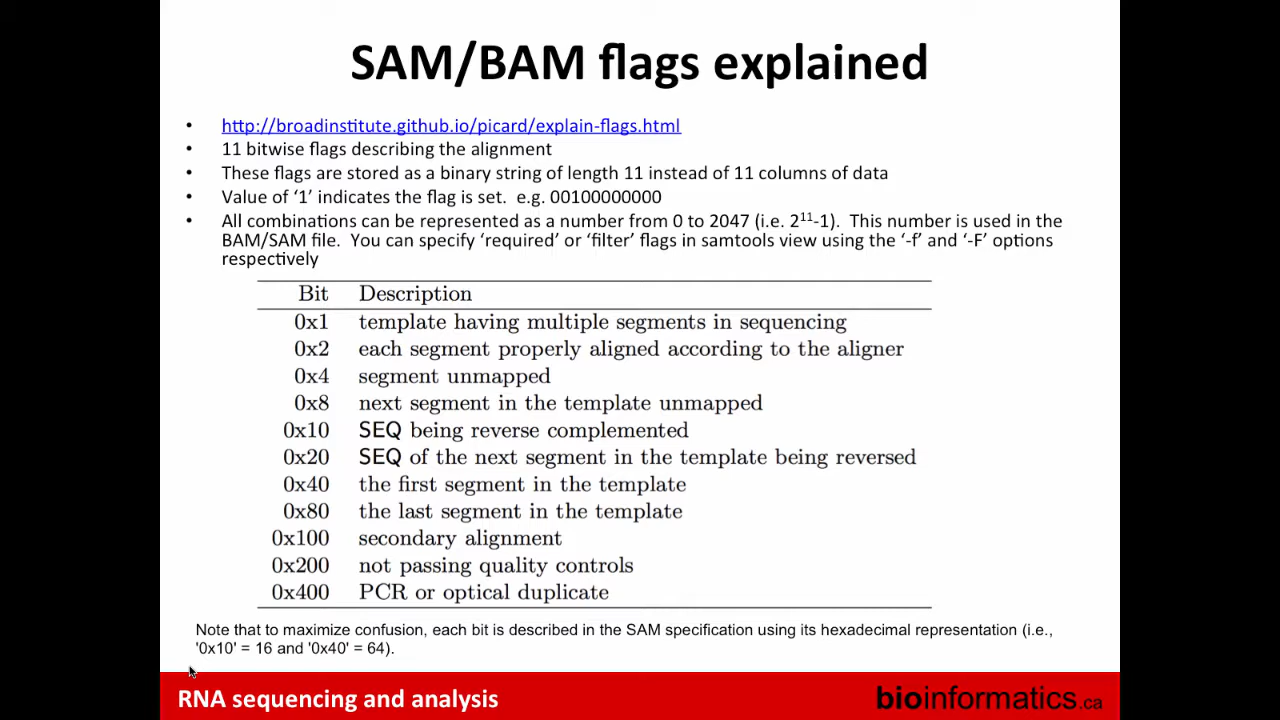 SAM/BAM flags explained
• http://broadinstitute.github.io/picard/explain-flags.html
• 11 bitwise flags describing the alignment
• These flags are stored as a binary string of length 11 instead of 11 columns of data
• Value of ‘1’ indicates the flag is set.  e.g. 00100000000
• All combinations can be represented as a number from 0 to 2047 (i.e. 2¹¹-1).  This number is used in the
BAM/SAM file.  You can specify ‘required’ or ‘filter’ flags in samtools view using the ‘-f’ and ‘-F’ options
respectively
Bit Description
0x1 template having multiple segments in sequencing
0x2 each segment properly aligned according to the aligner
0x4 segment unmapped
0x8 next segment in the template unmapped
0x10 SEQ being reverse complemented
0x20 SEQ of the next segment in the template being reversed
0x40 the first segment in the template
0x80 the last segment in the template
0x100 secondary alignment
0x200 not passing quality controls
0x400 PCR or optical duplicate
Note that to maximize confusion, each bit is described in the SAM specification using its hexadecimal representation (i.e.,
'0x10' = 16 and '0x40' = 64).
RNA sequencing and analysis
bioinformatics.ca